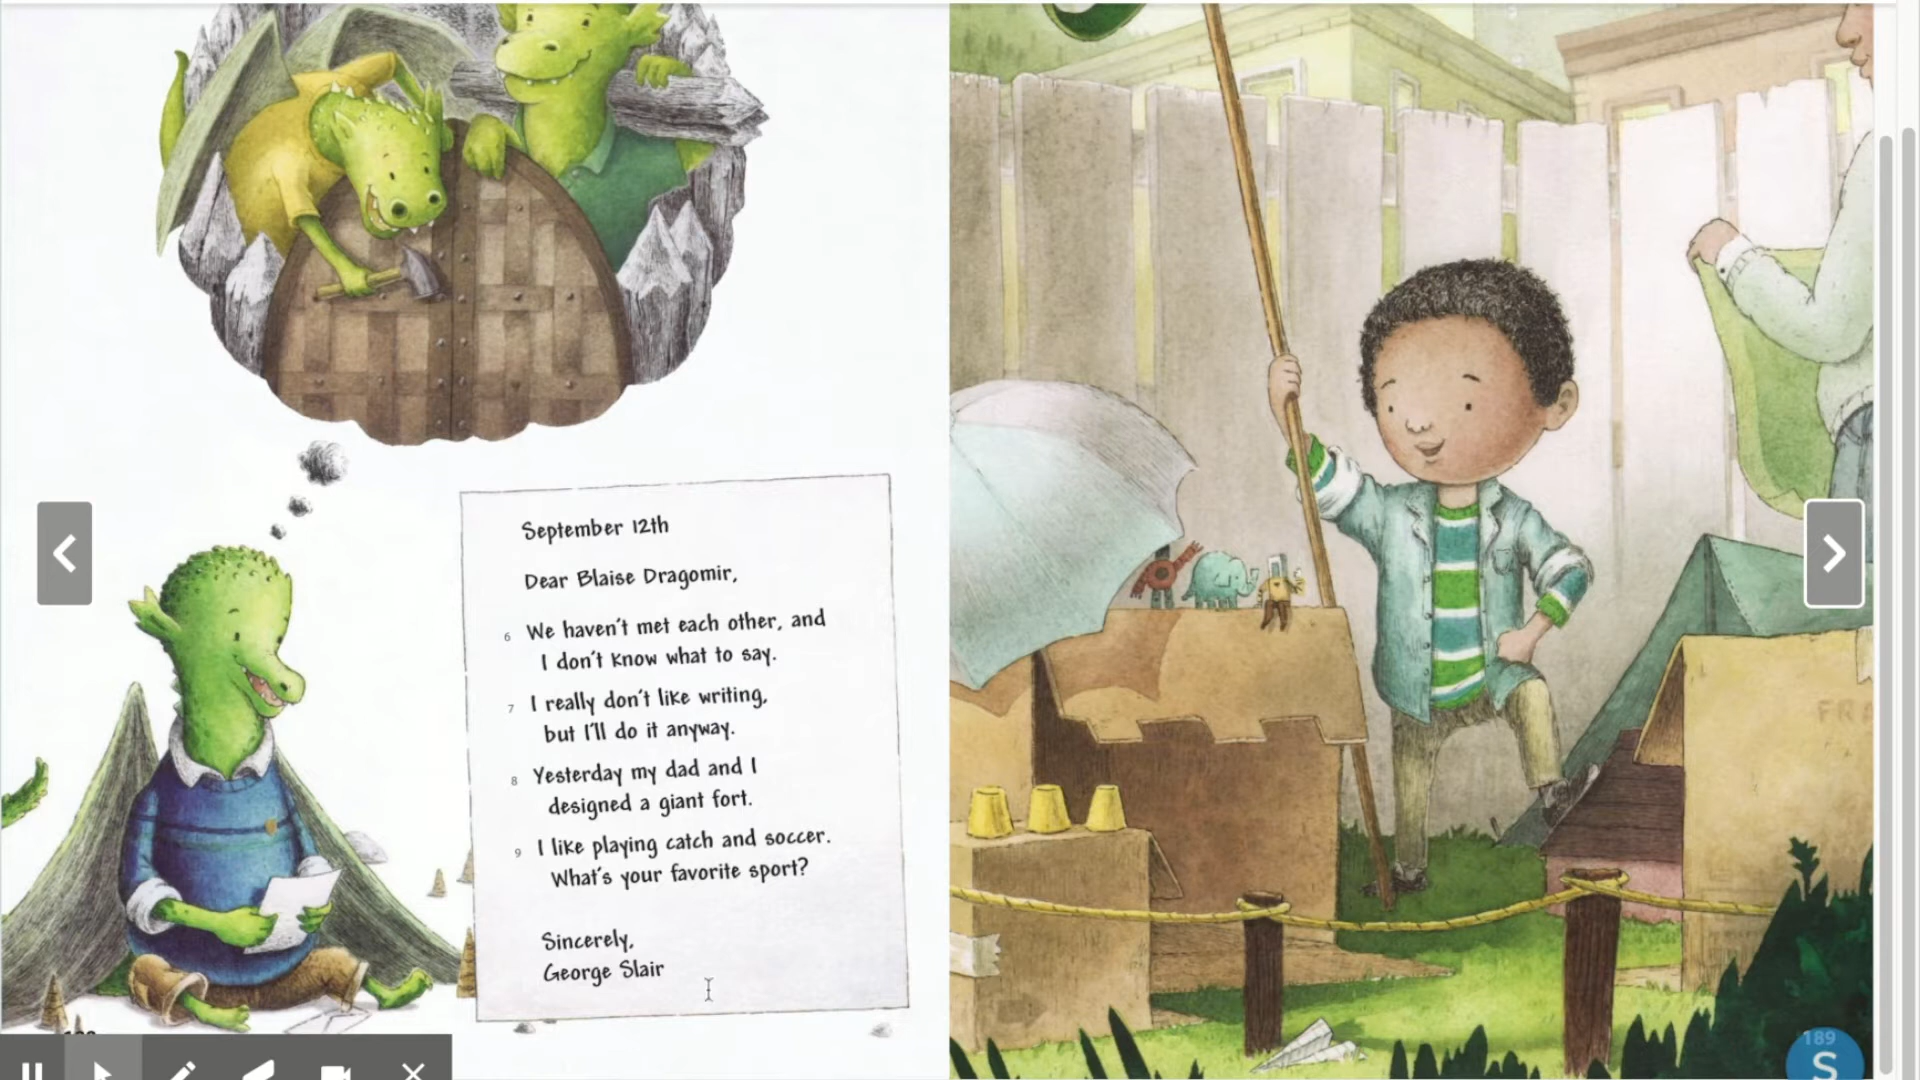 September 12th
Dear Blaise Dragomir,
6 We haven't met each other, and
I don't know what to say.
7 I really don't like writing,
but I'll do it anyway.
8 Yesterday my dad and I
designed a giant fort.
9 I like playing catch and soccer.
What's your favorite sport?
Sincerely,
George Slair
FRA
189
S